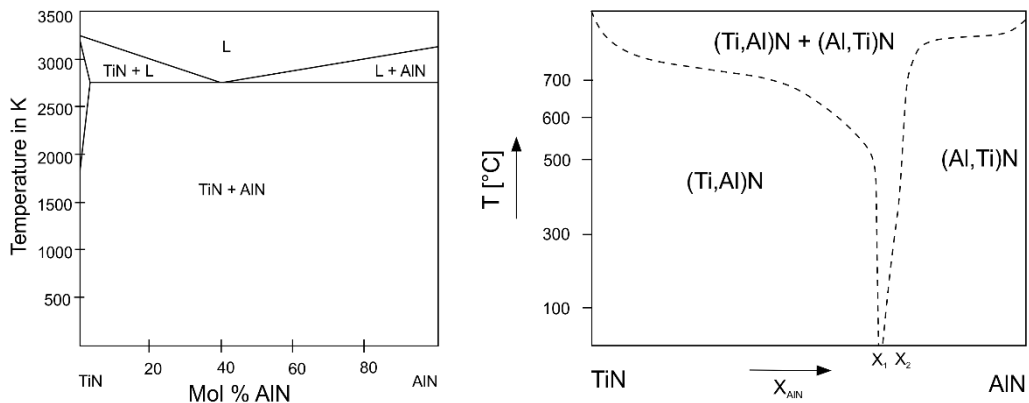 3500
3000
2500
2000
1500
1000
500
Temperature in K
L
TiN + L
L + AlN
TiN + AlN
20
40
60
80
TiN
Mol % AlN
AlN
(Ti,Al)N + (Al,Ti)N
700
600
500
300
100
T [°C]
(Ti,Al)N
(Al,Ti)N
X₁ X₂
TiN
X_AlN
AlN